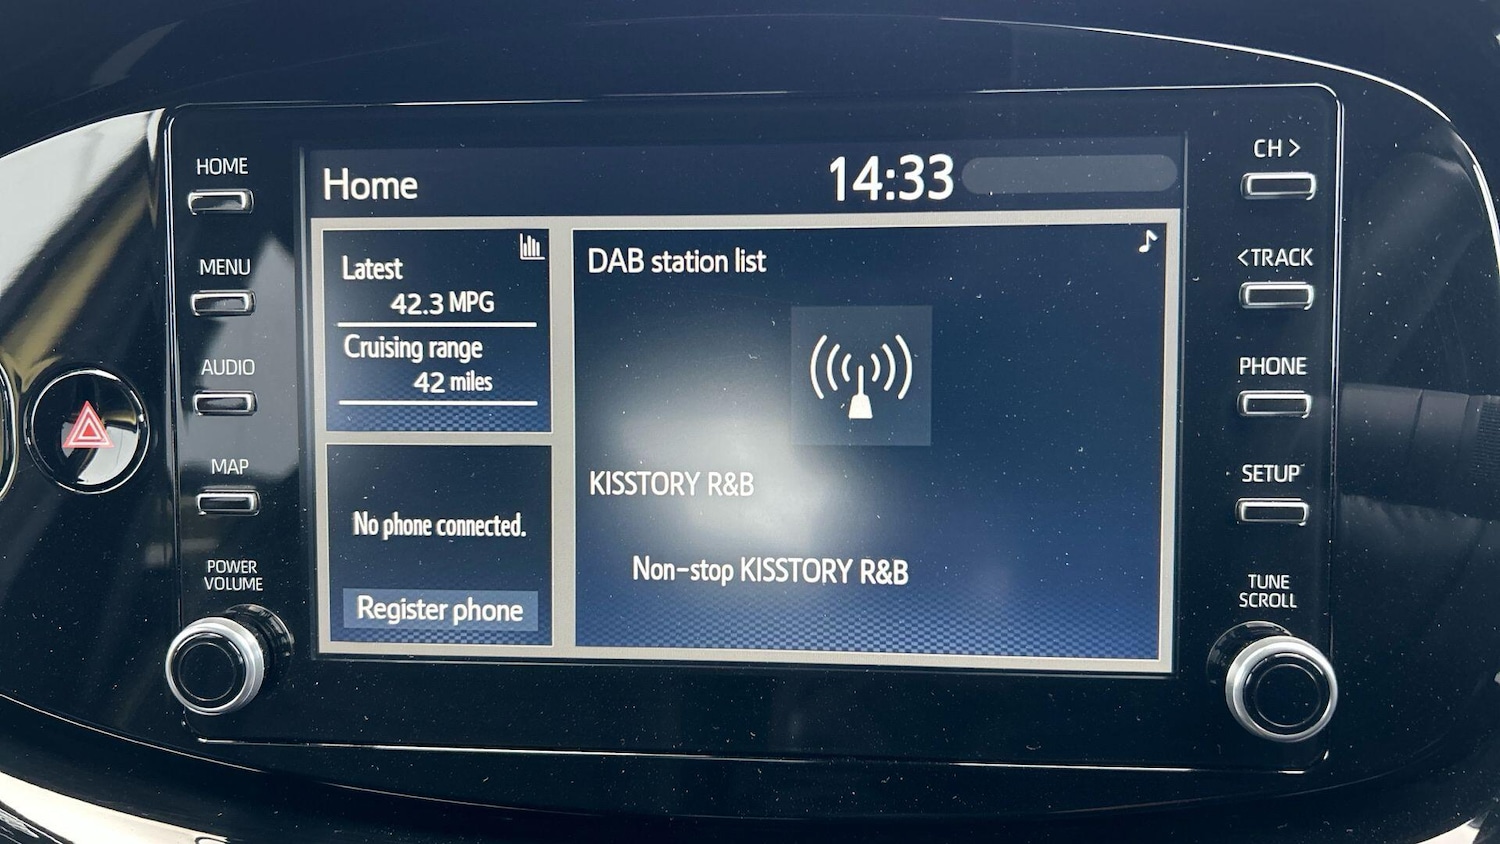 HOME
MENU
AUDIO
MAP
POWER
VOLUME
Home
14:33
Latest
42.3 MPG
Cruising range
42 miles
No phone connected.
Register phone
DAB station list
KISSTORY R&B
Non-stop KISSTORY R&B
CH >
<TRACK
PHONE
SETUP
TUNE
SCROLL